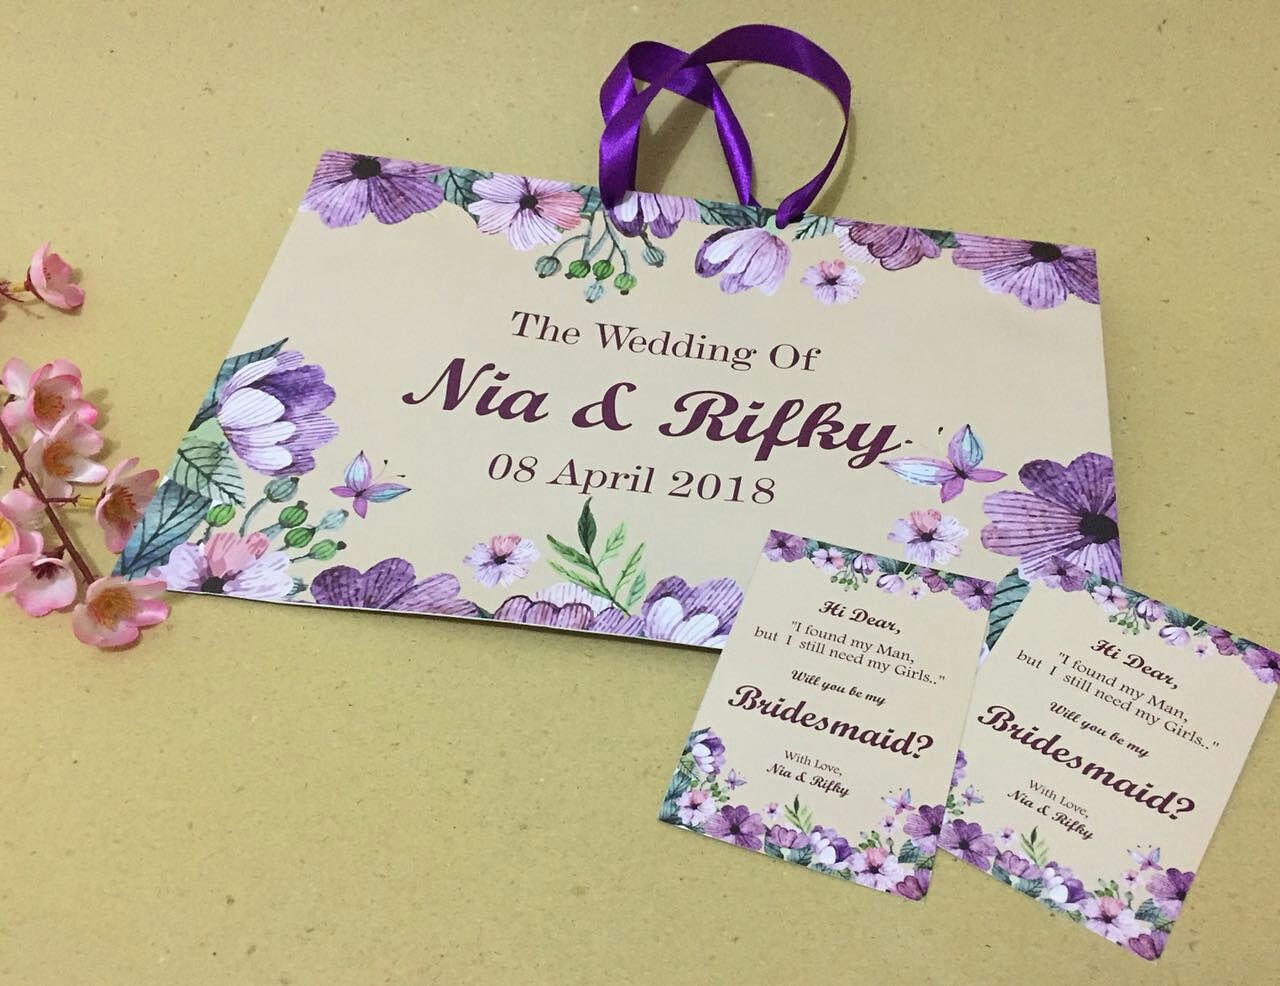 The Wedding Of
Nia & Rifky
08 April 2018
Hi Dear,
"I found my Man,
but I still need my Girls.."
Will you be my
Bridesmaid?
With Love,
Nia & Rifky
Hi Dear,
"I found my Man,
but I still need my Girls.."
Will you be my
Bridesmaid?
With Love,
Nia & Rifky